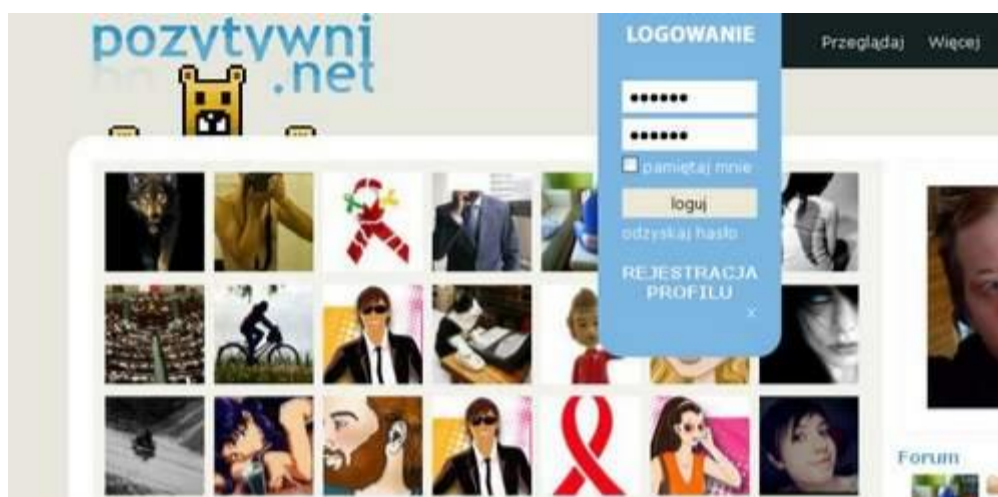 pozytywni
.net
LOGOWANIE
Przeglądaj Więcej
pamiętaj mnie
loguj
odzyskaj hasło
REJESTRACJA
PROFILU
x
Forum